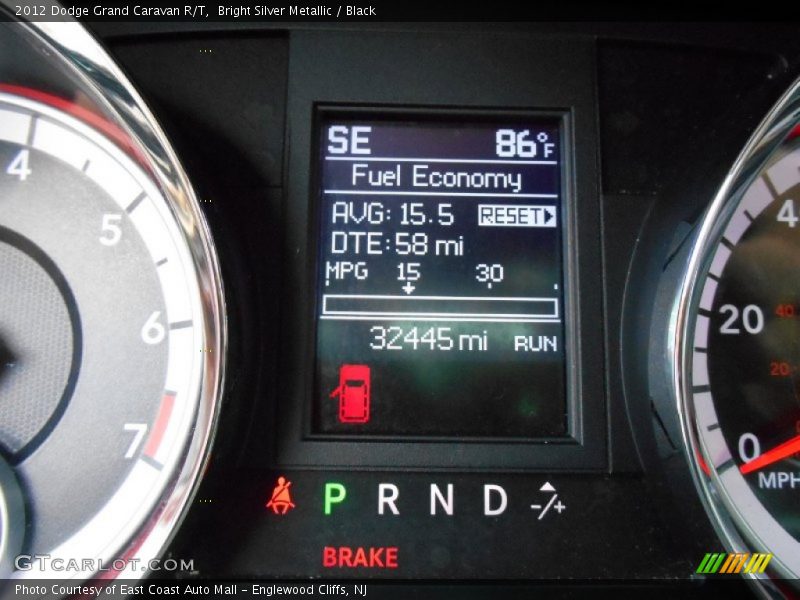 2012 Dodge Grand Caravan R/T, Bright Silver Metallic / Black
SE 86°F
Fuel Economy
AVG: 15.5 RESET
DTE: 58 mi
MPG 15 30
32445 mi RUN
4
5
6
7
4
20
0
MPH
40
20
P R N D -/+
BRAKE
GTCARLOT.COM
Photo Courtesy of East Coast Auto Mall - Englewood Cliffs, NJ